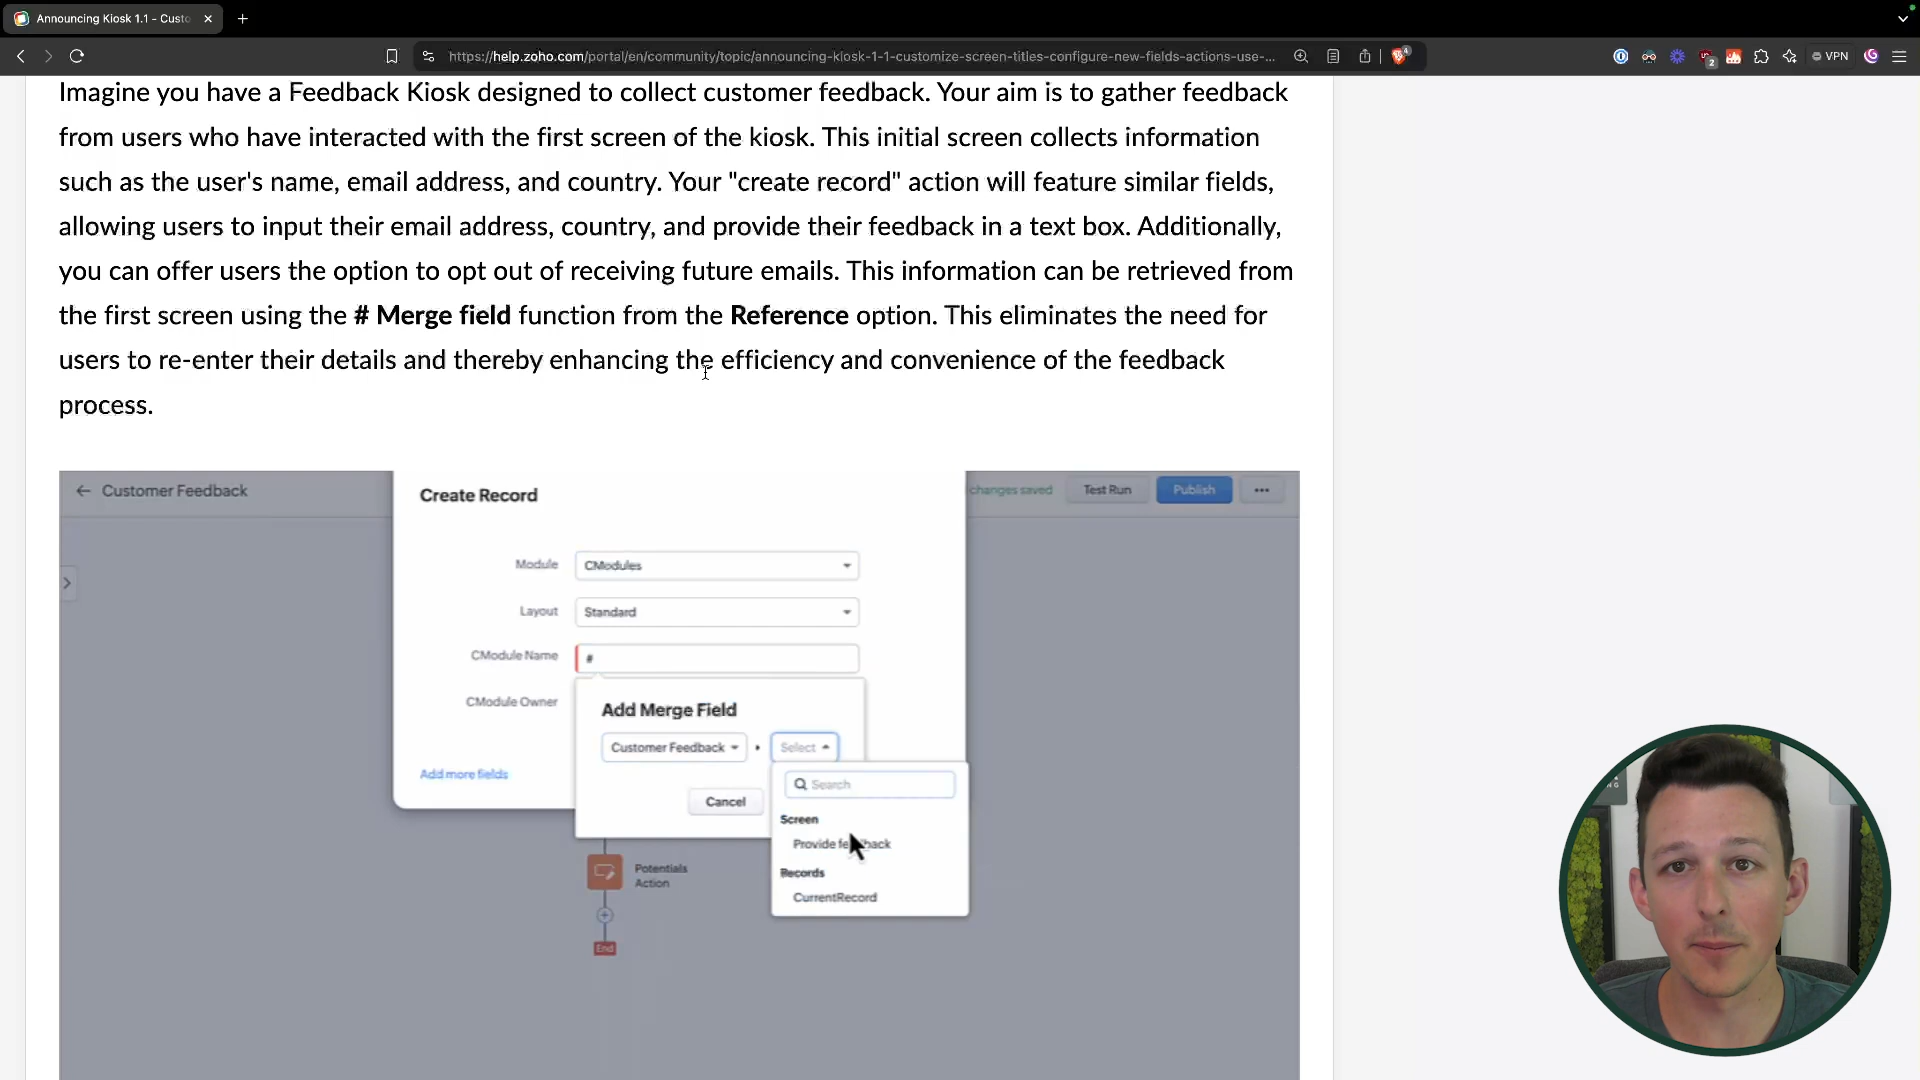 Announcing Kiosk 1.1 - Custo
https://help.zoho.com/portal/en/community/topic/announcing-kiosk-1-1-customize-screen-titles-configure-new-fields-actions-use-...
4
2
VPN
Imagine you have a Feedback Kiosk designed to collect customer feedback. Your aim is to gather feedback
from users who have interacted with the first screen of the kiosk. This initial screen collects information
such as the user's name, email address, and country. Your "create record" action will feature similar fields,
allowing users to input their email address, country, and provide their feedback in a text box. Additionally,
you can offer users the option to opt out of receiving future emails. This information can be retrieved from
the first screen using the # Merge field function from the Reference option. This eliminates the need for
users to re-enter their details and thereby enhancing the efficiency and convenience of the feedback
process.
Customer Feedback
Create Record
changes saved
Test Run
Publish
Module
CModules
Layout
Standard
CModule Name
#
CModule Owner
Add Merge Field
Customer Feedback
Select
Add more fields
Search
Cancel
Screen
Provide feedback
Records
CurrentRecord
Potentials
Action
End